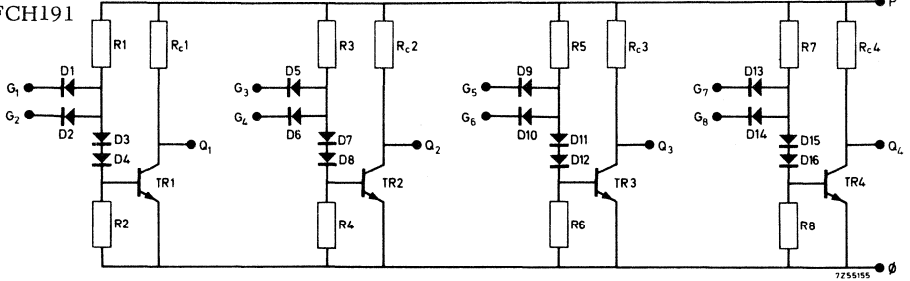 FCH191
P
R1 Rc1 R3 Rc2 R5 Rc3 R7 Rc4
D1 D5 D9 D13
G1 G3 G5 G7
G2 G4 G6 G8
D2 D6 D10 D14
D3 D7 D11 D15
Q1 Q2 Q3 Q4
D4 D8 D12 D16
TR1 TR2 TR3 TR4
R2 R4 R6 R8
Ø
7Z55155